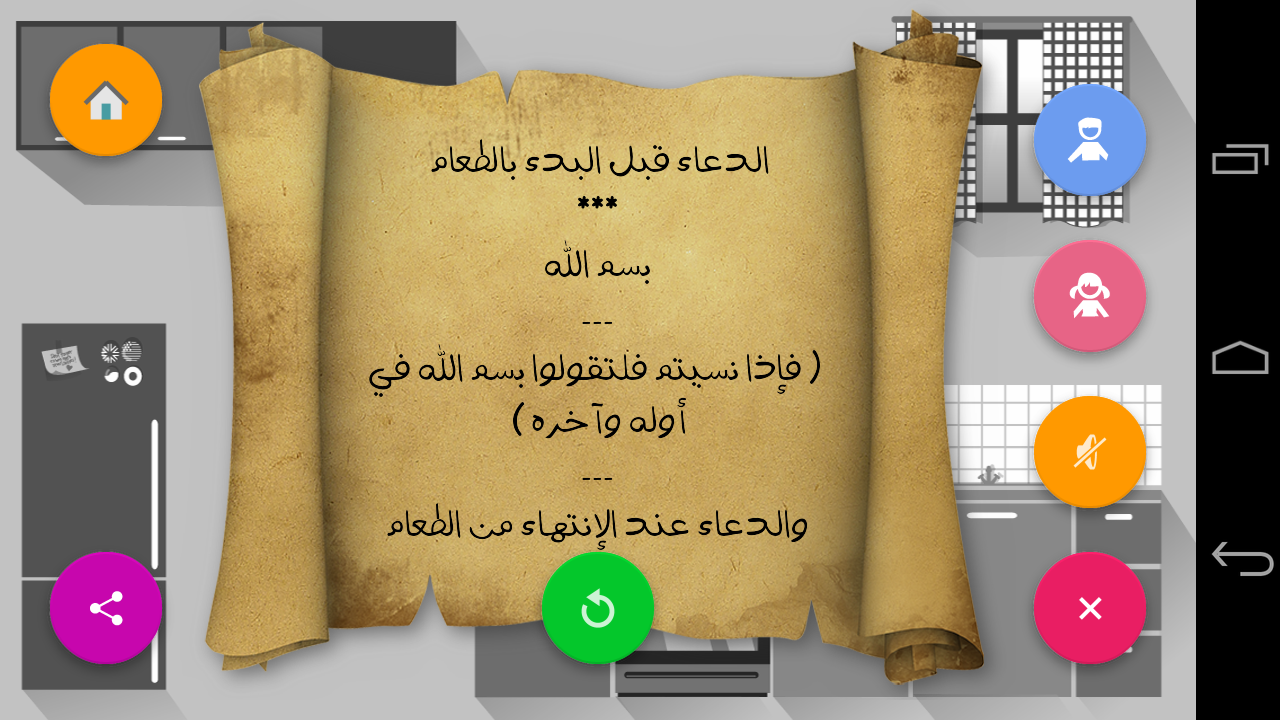 الدعاء قبل البدء بالطعام
***
بسم الله
---
( فإذا نسيتم فلتقولوا بسم الله في
أوله وآخره )
---
والدعاء عند الإنتهاء من الطعام